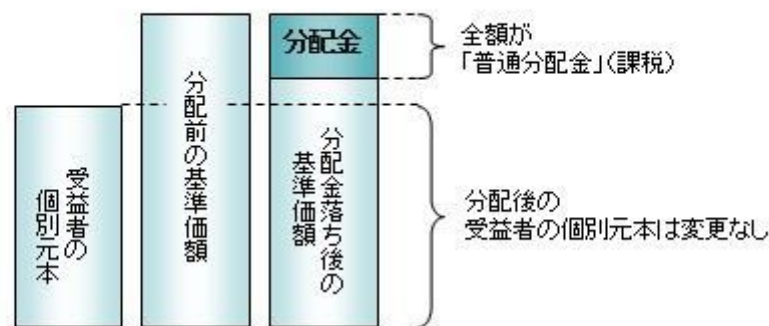 受益者の
個別元本
分配前の基準価額
分配金
分配金落ち後の
基準価額
全額が
「普通分配金」(課税)
分配後の
受益者の個別元本は変更なし